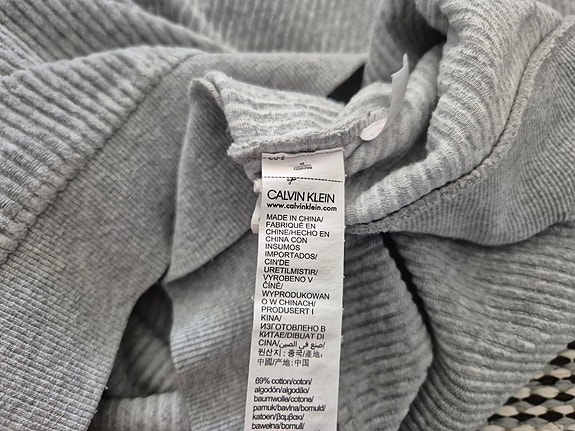 CALVIN KLEIN
www.calvinklein.com
MADE IN CHINA/
FABRIQUÉ EN
CHINE/HECHO EN
CHINA CON
INSUMOS
IMPORTADOS/
ÇIN'DE
URETILMISTIR/
VYROBENO V
ČÍNĚ/
WYPRODUKOWAN
O W CHINACH/
PRODUSERT I
KINA/
ИЗГОТОВЛЕНО В
КИТАЕ/DIBUAT DI
CINA/صنع في الصين/
원산지 : 중국/產地：
中國/产地: 中国
69% cotton/coton/
algodón/algodão/
baumwolle/cotone/
pamuk/bavlna/bomuld/
katoen/βαμβακι/
bawełna/bomull/